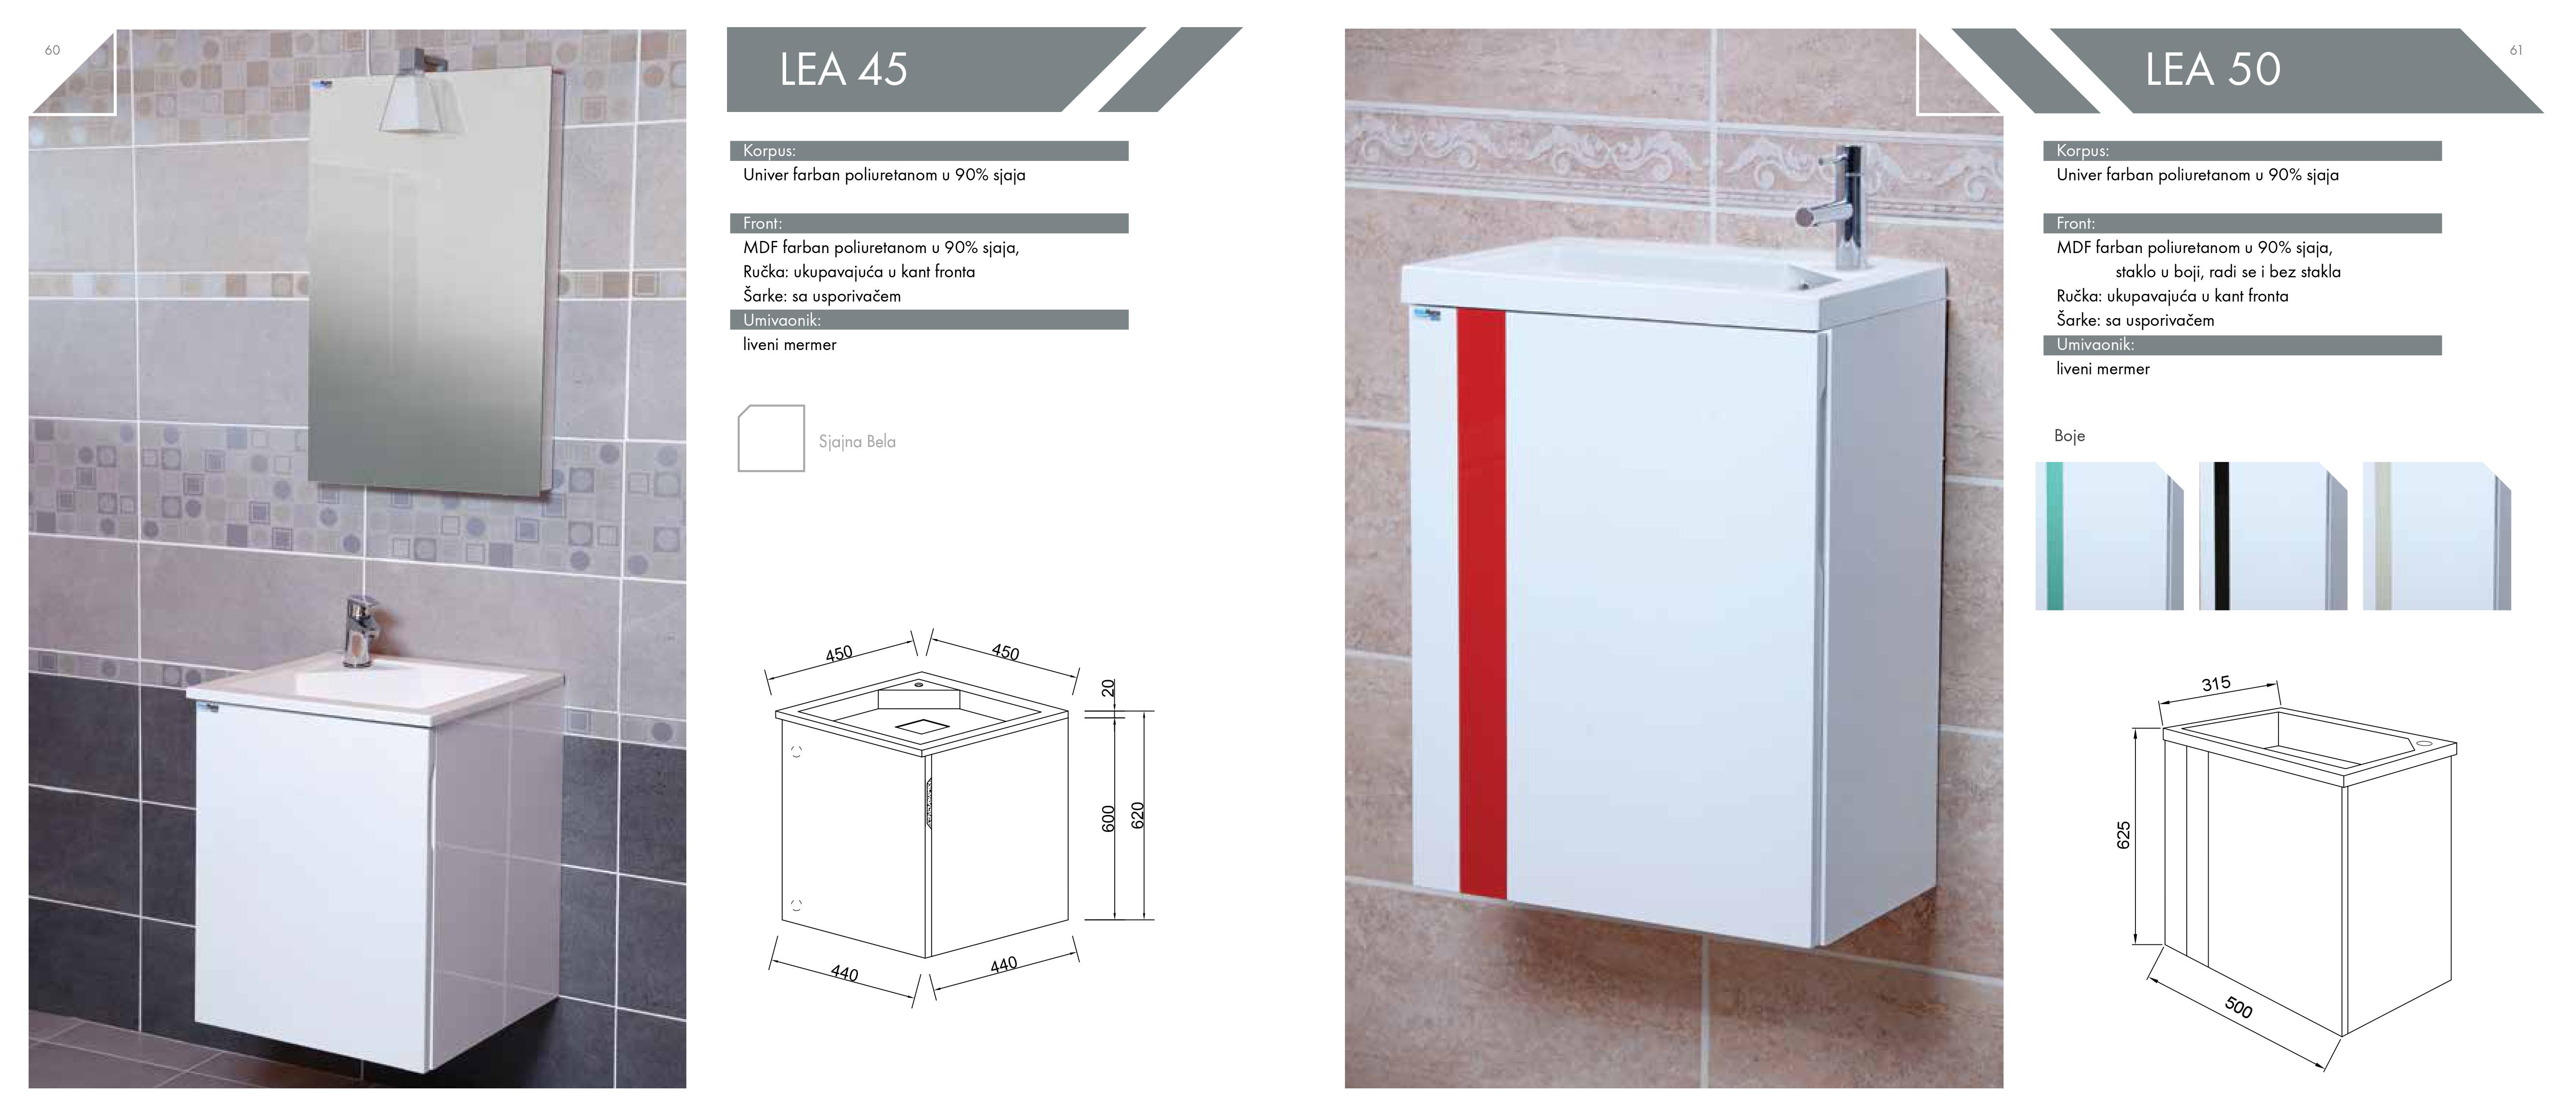 60
LEA 45
Korpus:
Univer farban poliuretanom u 90% sjaja
Front:
MDF farban poliuretanom u 90% sjaja,
Ručka: ukupavajuća u kant fronta
Šarke: sa usporivačem
Umivaonik:
liveni mermer
Sjajna Bela
450
450
20
600
620
440
440
LEA 50
61
Korpus:
Univer farban poliuretanom u 90% sjaja
Front:
MDF farban poliuretanom u 90% sjaja,
staklo u boji, radi se i bez stakla
Ručka: ukupavajuća u kant fronta
Šarke: sa usporivačem
Umivaonik:
liveni mermer
Boje
315
625
500